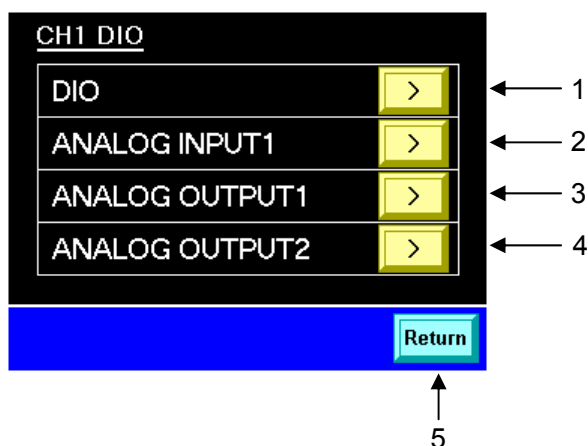 CH1 DIO
DIO > 1
ANALOG INPUT1 > 2
ANALOG OUTPUT1 > 3
ANALOG OUTPUT2 > 4
Return
5